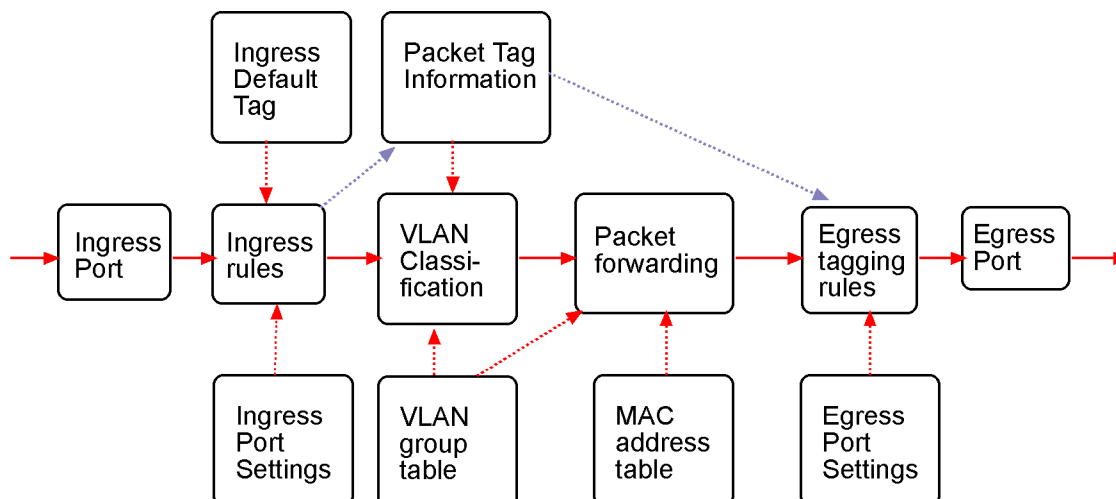 Ingress
Default
Tag
Packet Tag
Information
Ingress
Port
Ingress
rules
VLAN
Classi-
fication
Packet
forwarding
Egress
tagging
rules
Egress
Port
Ingress
Port
Settings
VLAN
group
table
MAC
address
table
Egress
Port
Settings